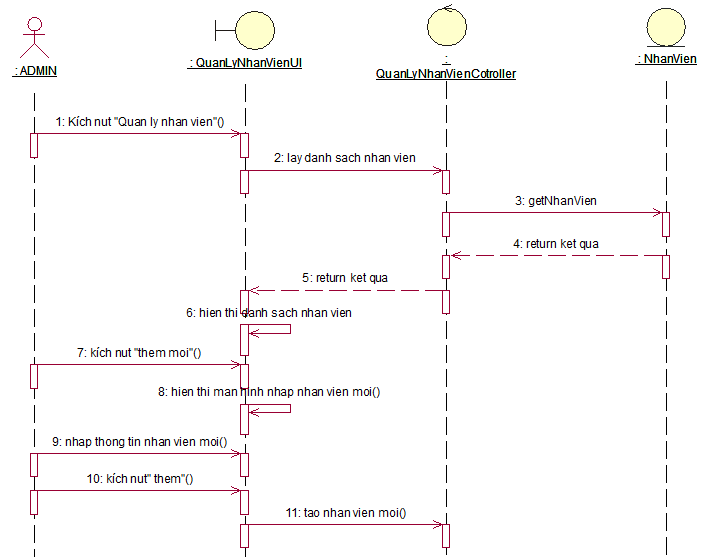 : ADMIN
: QuanLyNhanVienUI
:
QuanLyNhanVienCotroller
: NhanVien
1: Kích nut "Quan ly nhan vien"()
2: lay danh sach nhan vien
3: getNhanVien
4: return ket qua
5: return ket qua
6: hien thi danh sach nhan vien
7: kích nut "them moi"()
8: hien thi man hinh nhap nhan vien moi()
9: nhap thong tin nhan vien moi()
10: kích nut" them"()
11: tao nhan vien moi()